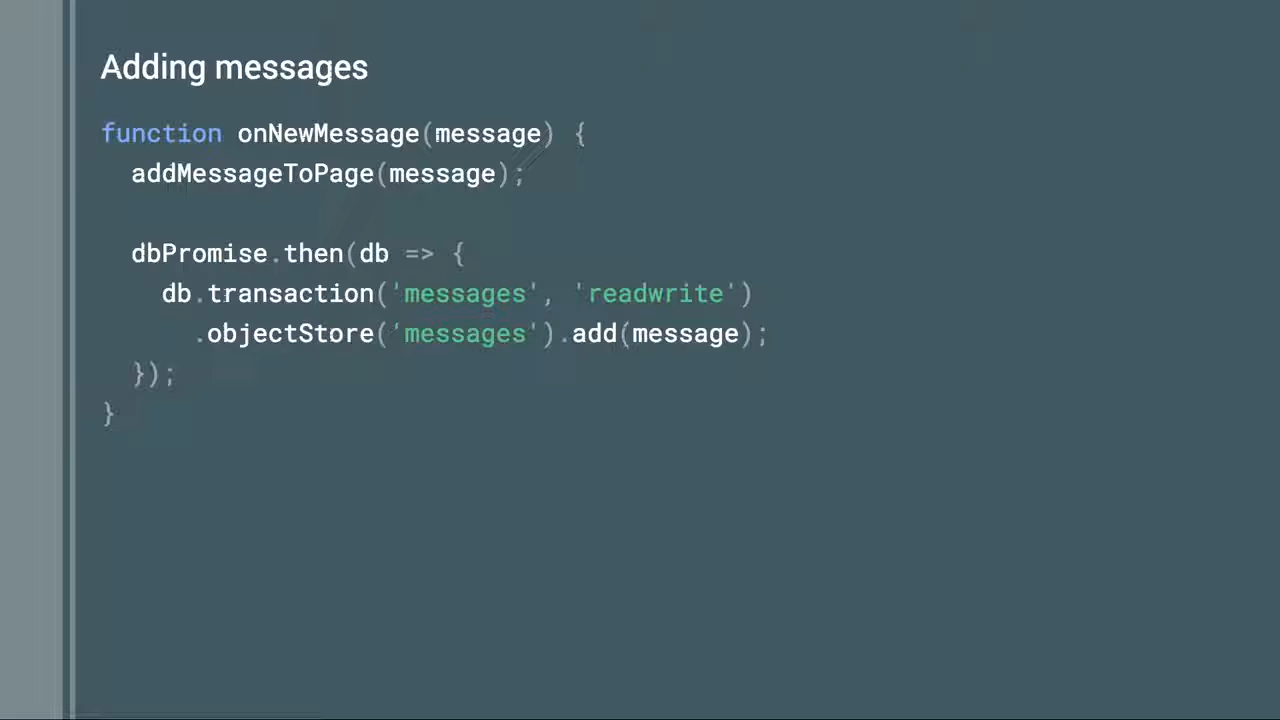 Adding messages
function onNewMessage(message) {
addMessageToPage(message);
dbPromise.then(db => {
db.transaction('messages', 'readwrite')
.objectStore('messages').add(message);
});
}